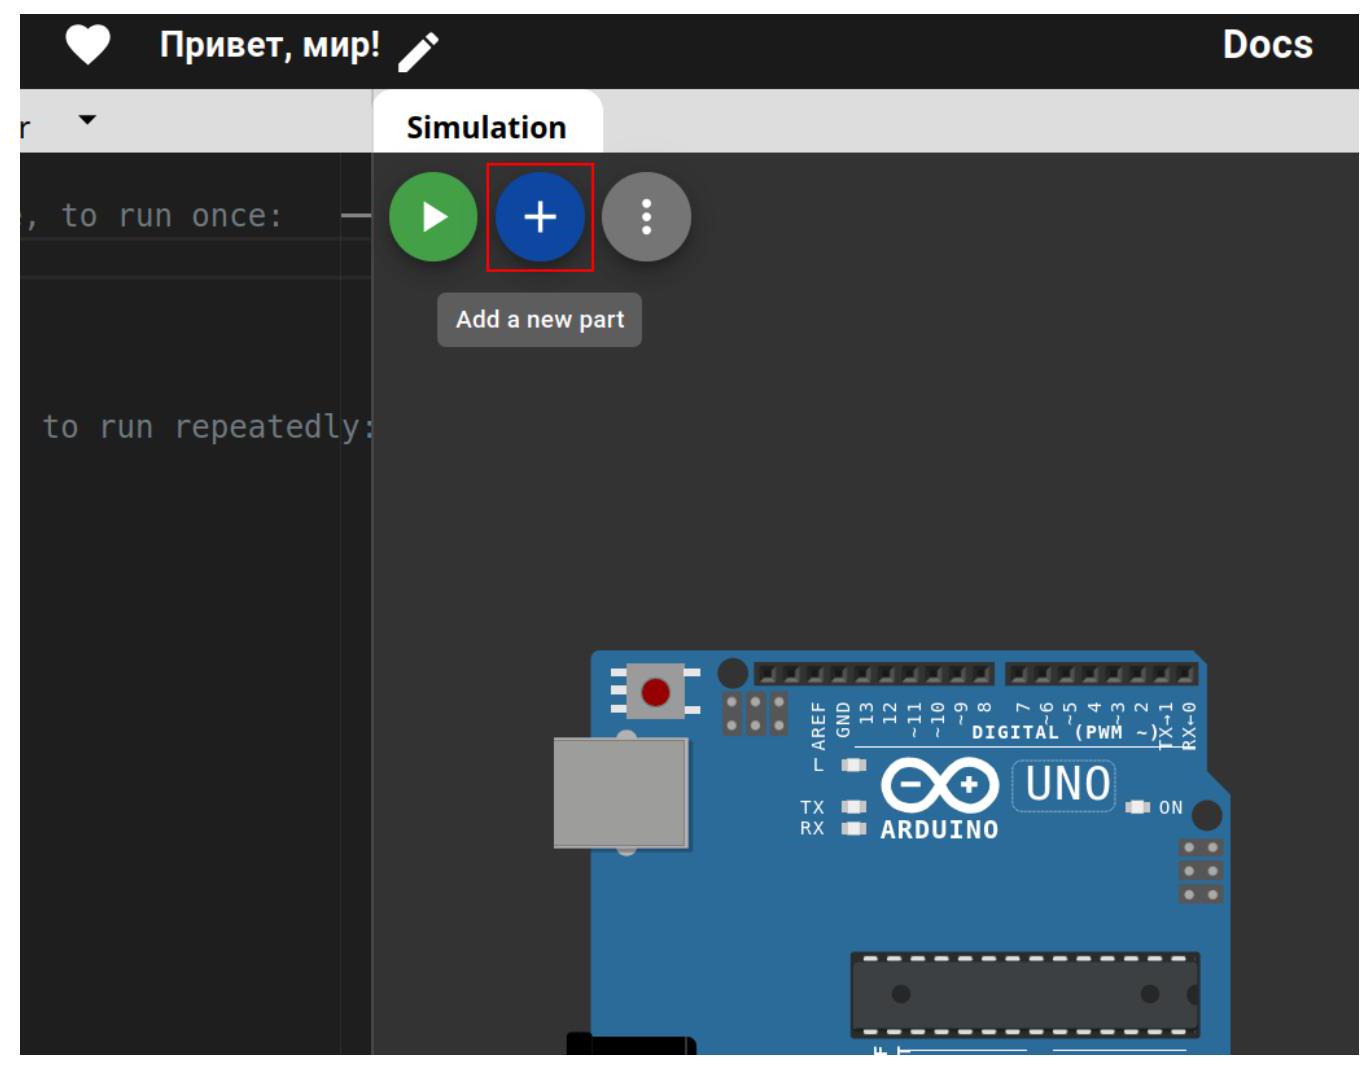 Привет, мир!
Docs
r
Simulation
, to run once:
Add a new part
to run repeatedly:
AREF
GND
13
12
~11
~10
~9
8
7
~6
~5
4
~3
2
TX→1
RX←0
DIGITAL (PWM ~)
L
UNO
TX
ON
RX
ARDUINO